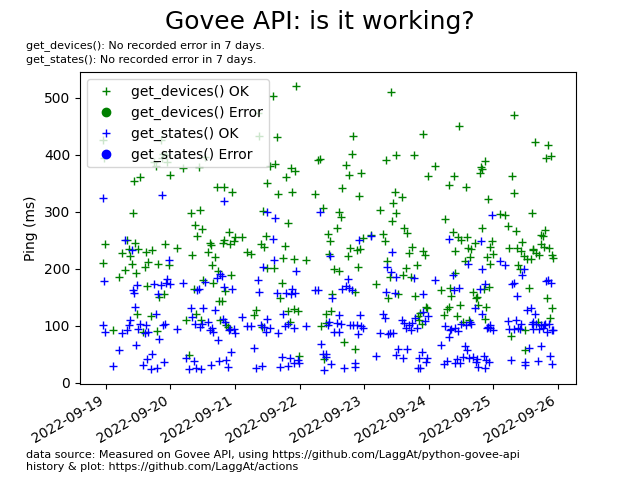 Govee API: is it working?
get_devices(): No recorded error in 7 days.
get_states(): No recorded error in 7 days.
get_devices() OK
get_devices() Error
get_states() OK
get_states() Error
Ping (ms)
500
400
300
200
100
0
2022-09-19
2022-09-20
2022-09-21
2022-09-22
2022-09-23
2022-09-24
2022-09-25
2022-09-26
data source: Measured on Govee API, using https://github.com/LaggAt/python-govee-api
history & plot: https://github.com/LaggAt/actions